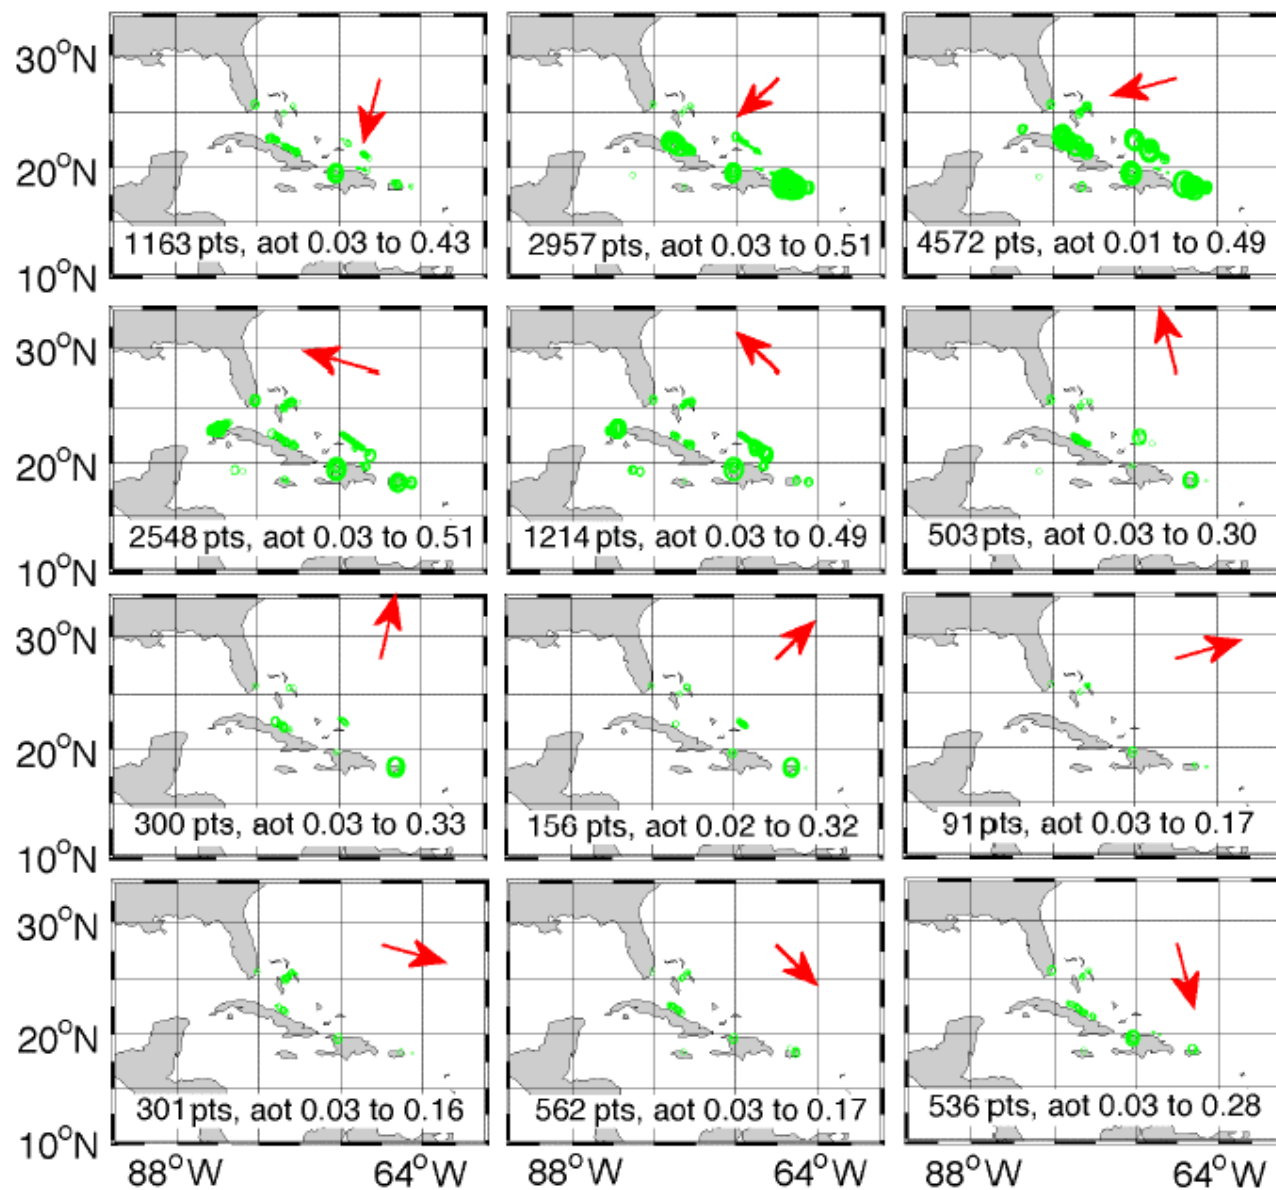 30°N
20°N
1163 pts, aot 0.03 to 0.43
2957 pts, aot 0.03 to 0.51
4572 pts, aot 0.01 to 0.49
10°N
30°N
20°N
2548 pts, aot 0.03 to 0.51
1214 pts, aot 0.03 to 0.49
503 pts, aot 0.03 to 0.30
10°N
30°N
20°N
300 pts, aot 0.03 to 0.33
156 pts, aot 0.02 to 0.32
91 pts, aot 0.03 to 0.17
10°N
30°N
20°N
301 pts, aot 0.03 to 0.16
562 pts, aot 0.03 to 0.17
536 pts, aot 0.03 to 0.28
10°N
88°W 64°W 88°W 64°W 88°W 64°W